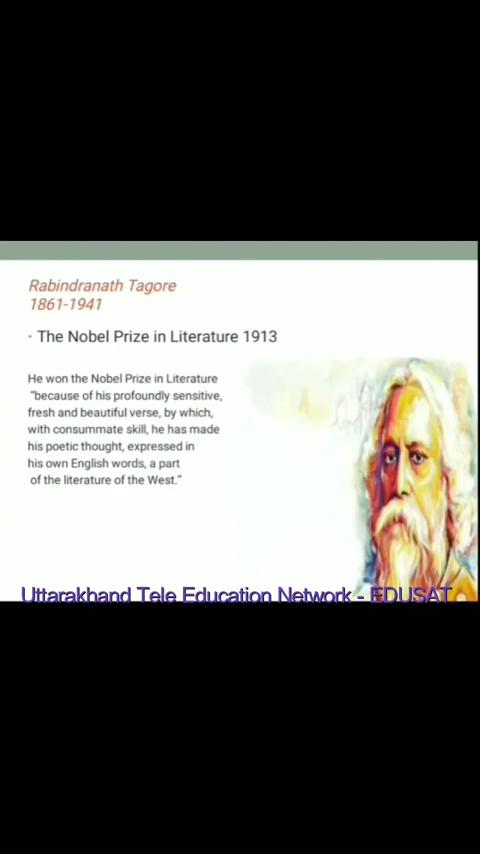 Rabindranath Tagore
1861-1941
• The Nobel Prize in Literature 1913
He won the Nobel Prize in Literature
"because of his profoundly sensitive,
fresh and beautiful verse, by which,
with consummate skill, he has made
his poetic thought, expressed in
his own English words, a part
of the literature of the West."
Uttarakhand Tele Education Network - EDUSAT